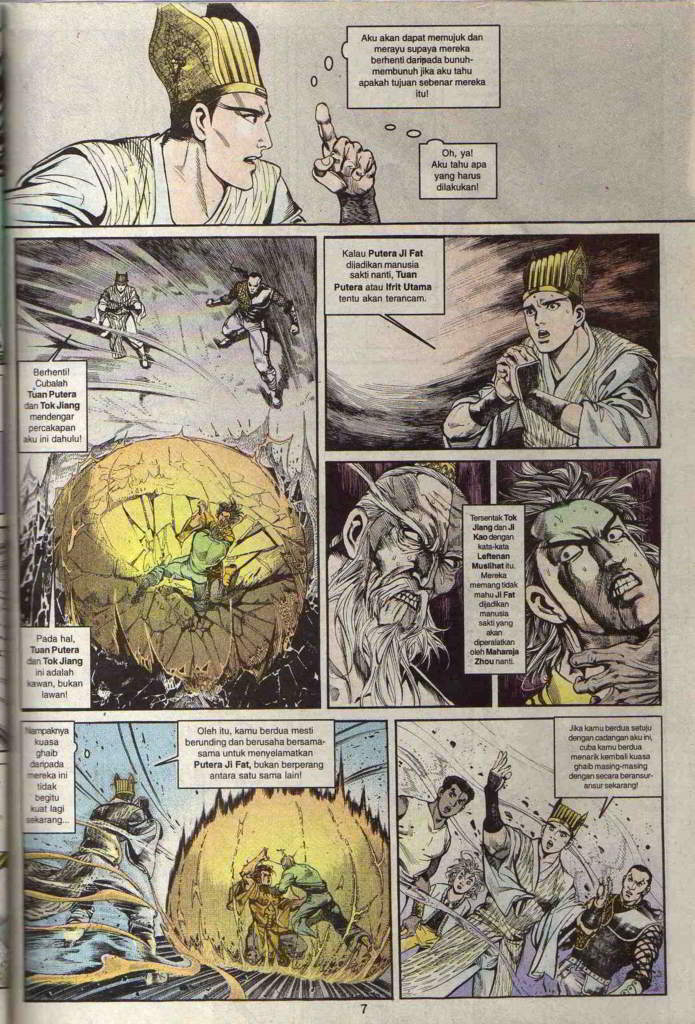 Aku akan dapat memujuk dan
merayu supaya mereka
berhenti daripada bunuh-
membunuh jika aku tahu
apakah tujuan sebenar mereka
itu!
Oh, ya!
Aku tahu apa
yang harus
dilakukan!
Berhenti!
Cubalah
Tuan Putera
dan Tok Jiang
mendengar
percakapan
aku ini dahulu!
Pada hal,
Tuan Putera
dan Tok Jiang
ini adalah
kawan, bukan
lawan!
Kalau Putera Ji Fat
dijadikan manusia
sakti nanti, Tuan
Putera atau Ifrit Utama
tentu akan terancam.
Tersentak Tok
Jiang dan Ji
Kao dengan
kata-kata
Leftenan
Muslihat itu.
Mereka
memang tidak
mahu Ji Fat
dijadikan
manusia
sakti yang
akan
diperalatkan
oleh Maharaja
Zhou nanti.
Nampaknya
kuasa
ghaib
daripada
mereka ini
tidak
begitu
kuat lagi
sekarang...
Oleh itu, kamu berdua mesti
berunding dan berusaha bersama-
sama untuk menyelamatkan
Putera Ji Fat, bukan berperang
antara satu sama lain!
Jika kamu berdua setuju
dengan cadangan aku ini,
cuba kamu berdua
menarik kembali kuasa
ghaib masing-masing
dengan secara beransur-
ansur sekarang!
7